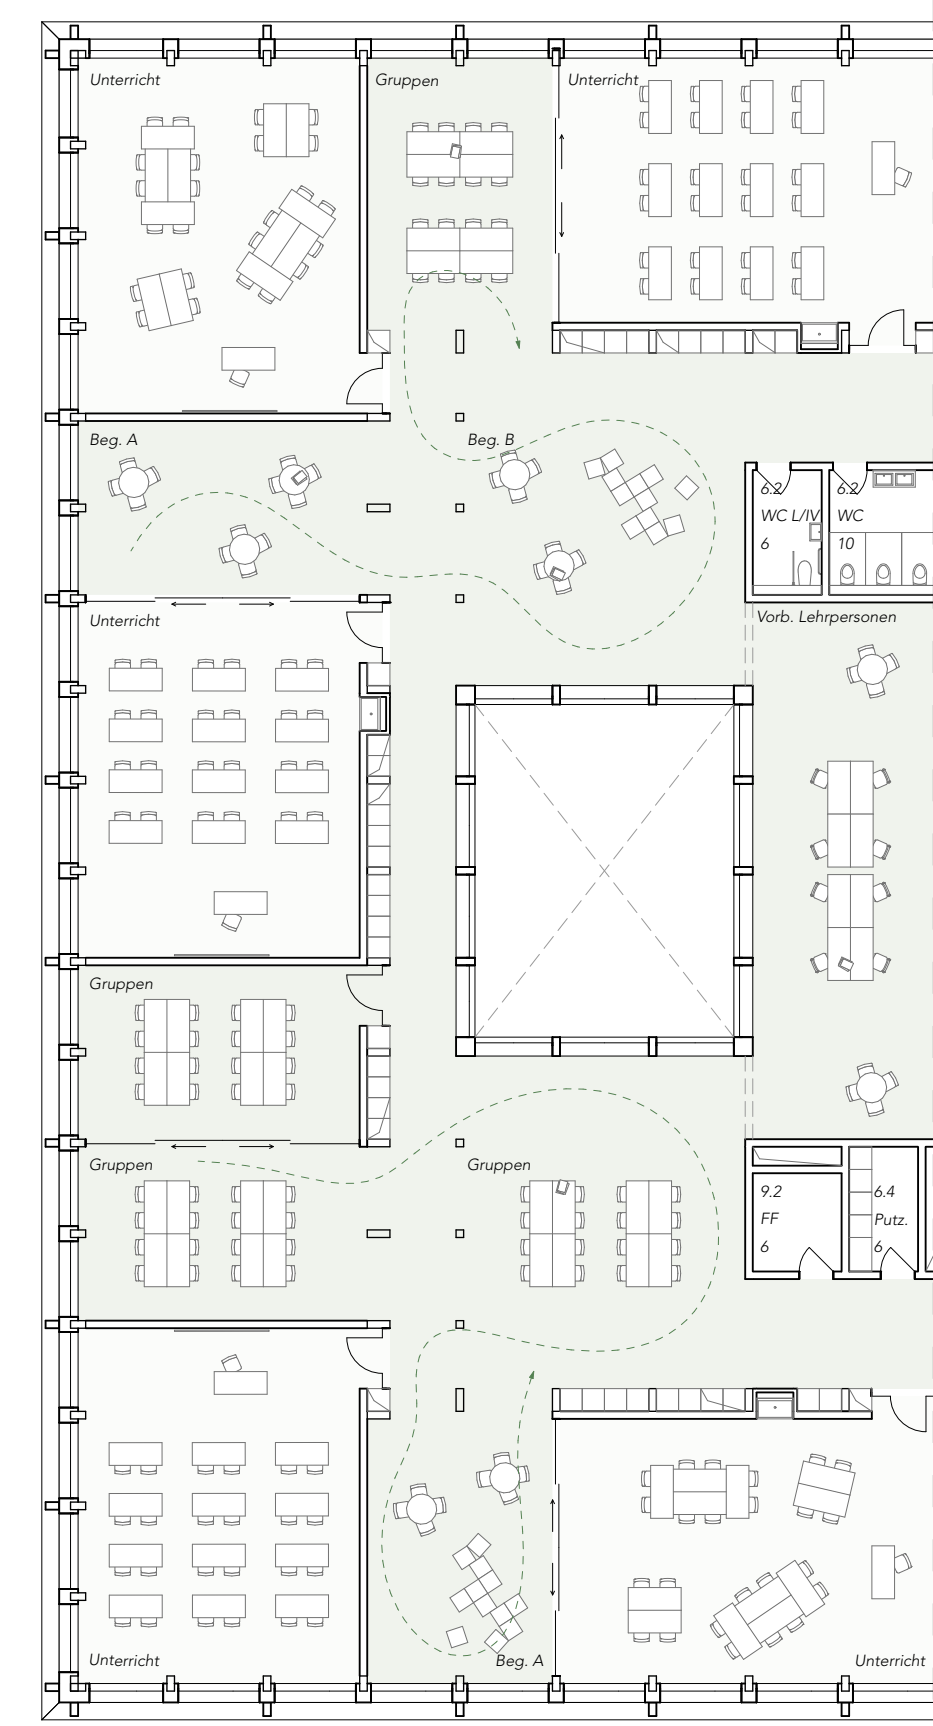 Unterricht
Gruppen
Unterricht
Beg. A
Beg. B
6.2
WC L/IV
6
6.2
WC
10
Unterricht
Vorb. Lehrpersonen
Gruppen
Gruppen
Gruppen
9.2
FF
6
6.4
Putz.
6
Unterricht
Beg. A
Unterricht